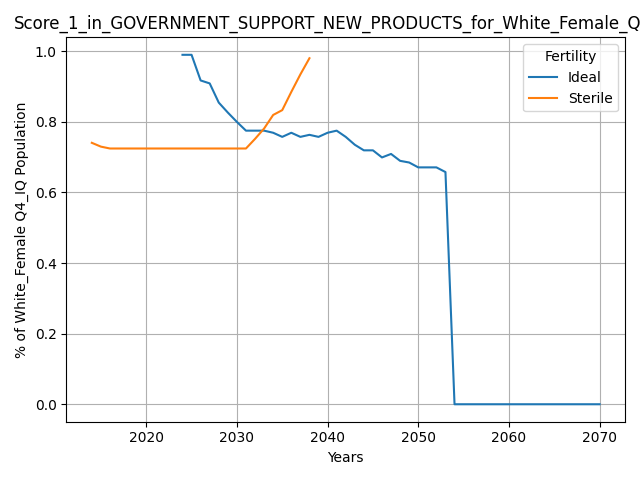 Score_1_in_GOVERNMENT_SUPPORT_NEW_PRODUCTS_for_White_Female_Q
Fertility
Ideal
Sterile
% of White_Female Q4_IQ Population
1.0
0.8
0.6
0.4
0.2
0.0
2020 2030 2040 2050 2060 2070
Years